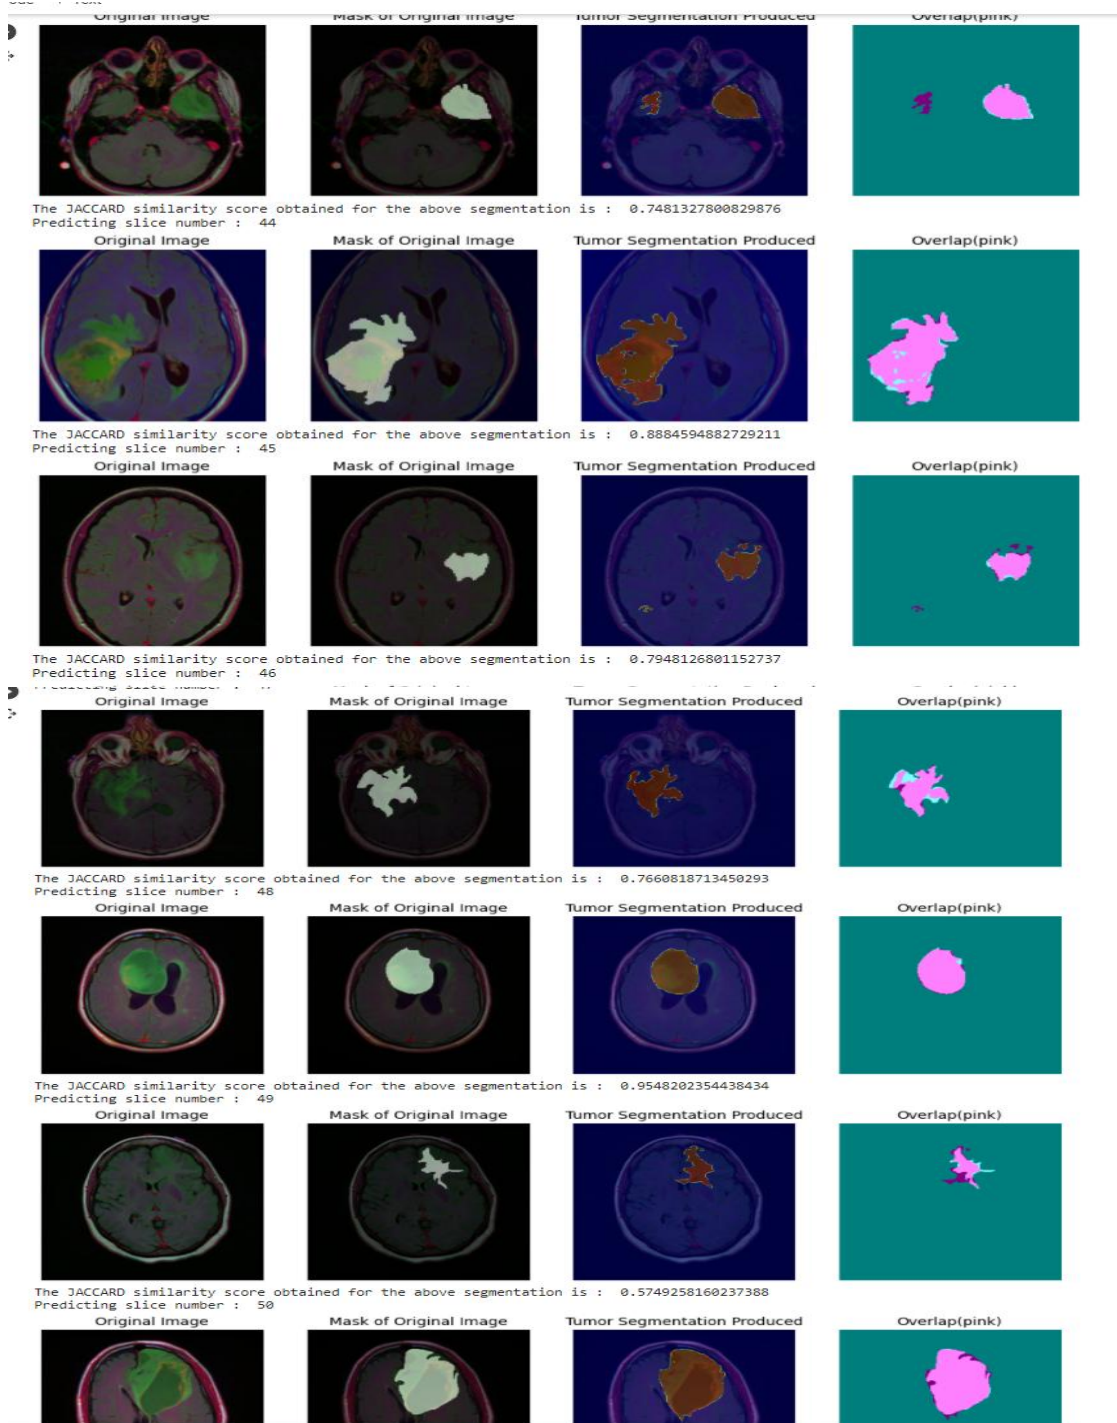 Original Image Mask of Original Image Tumor Segmentation Produced Overlap(pink)
The JACCARD similarity score obtained for the above segmentation is : 0.7481327800829876
Predicting slice number : 44
Original Image Mask of Original Image Tumor Segmentation Produced Overlap(pink)
The JACCARD similarity score obtained for the above segmentation is : 0.8884594882729211
Predicting slice number : 45
Original Image Mask of Original Image Tumor Segmentation Produced Overlap(pink)
The JACCARD similarity score obtained for the above segmentation is : 0.7948126801152737
Predicting slice number : 46
Original Image Mask of Original Image Tumor Segmentation Produced Overlap(pink)
The JACCARD similarity score obtained for the above segmentation is : 0.7660818713450293
Predicting slice number : 48
Original Image Mask of Original Image Tumor Segmentation Produced Overlap(pink)
The JACCARD similarity score obtained for the above segmentation is : 0.9548202354438434
Predicting slice number : 49
Original Image Mask of Original Image Tumor Segmentation Produced Overlap(pink)
The JACCARD similarity score obtained for the above segmentation is : 0.5749258160237388
Predicting slice number : 50
Original Image Mask of Original Image Tumor Segmentation Produced Overlap(pink)